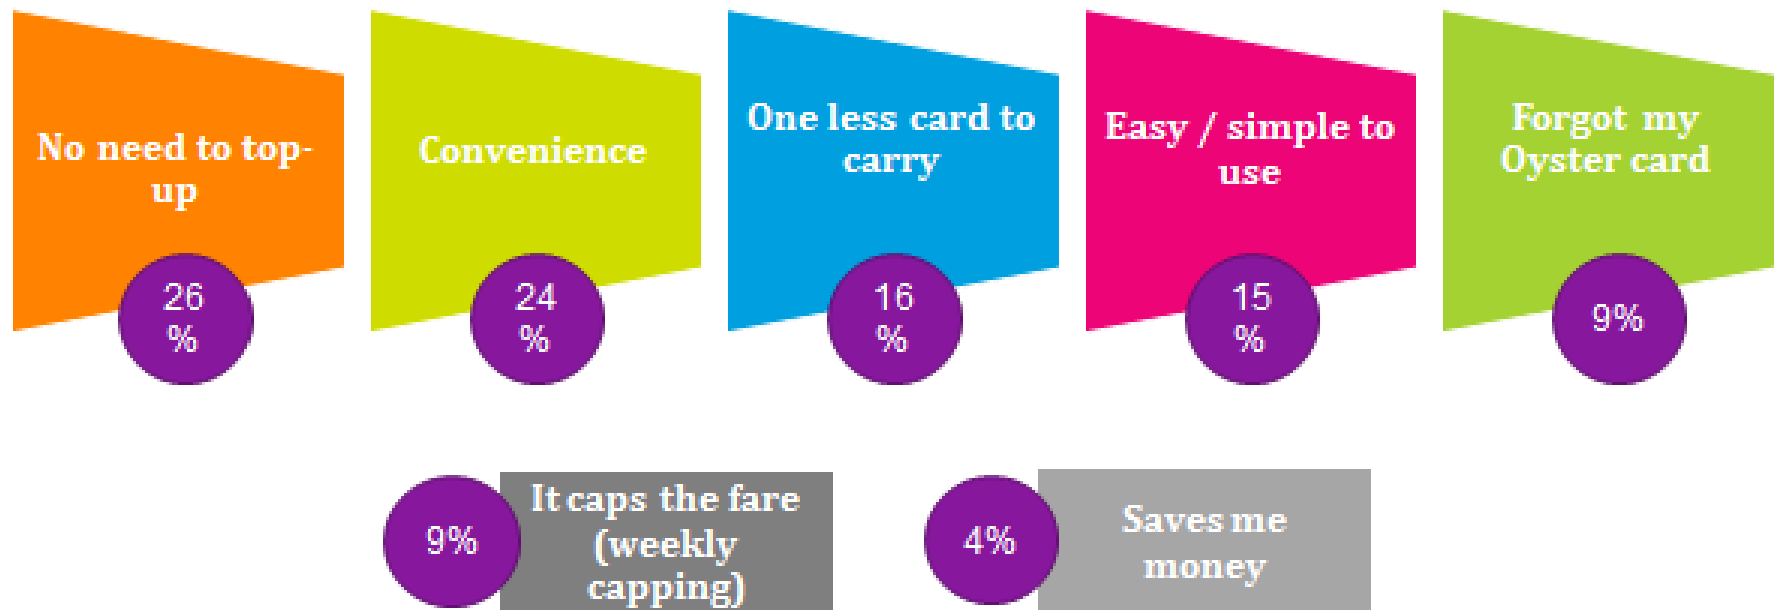 No need to top-
up
26
%
Convenience
24
%
One less card to
carry
16
%
Easy / simple to
use
15
%
Forgot my
Oyster card
9%
9%
It caps the fare
(weekly
capping)
4%
Saves me
money